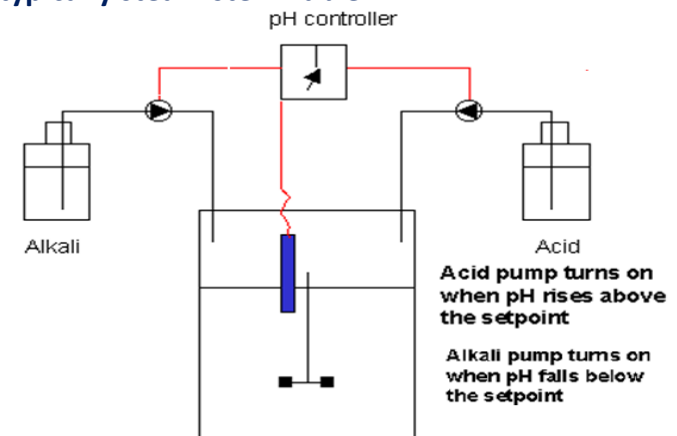 pH controller
Alkali
Acid
Acid pump turns on
when pH rises above
the setpoint
Alkali pump turns on
when pH falls below
the setpoint